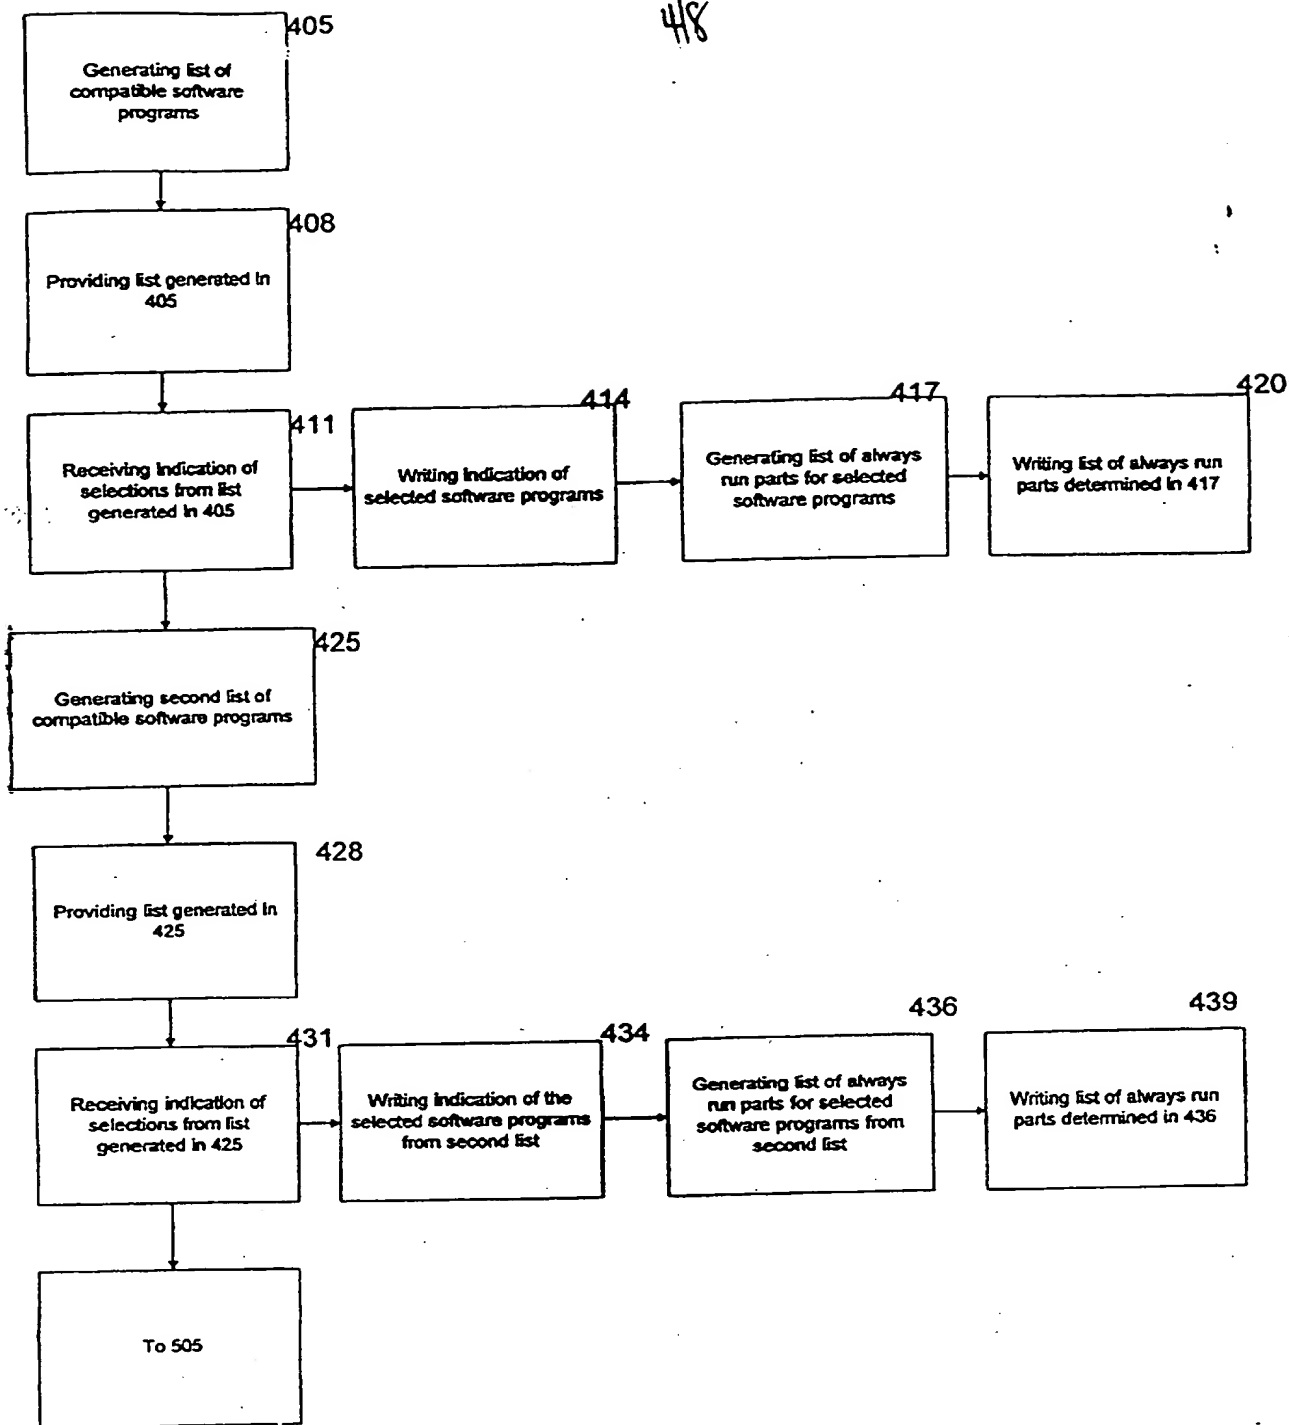 4/8
405
Generating list of
compatible software
programs
408
Providing list generated in
405
411
Receiving indication of
selections from list
generated in 405
414
Writing indication of
selected software programs
417
Generating list of always
run parts for selected
software programs
420
Writing list of always run
parts determined in 417
425
Generating second list of
compatible software programs
428
Providing list generated in
425
431
Receiving indication of
selections from list
generated in 425
434
Writing indication of the
selected software programs
from second list
436
Generating list of always
run parts for selected
software programs from
second list
439
Writing list of always run
parts determined in 436
To 505